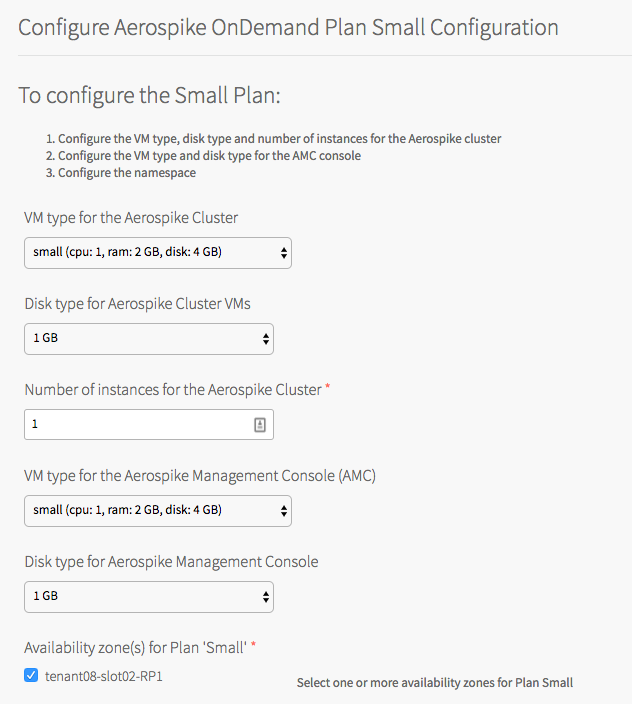 Configure Aerospike OnDemand Plan Small Configuration
To configure the Small Plan:
1. Configure the VM type, disk type and number of instances for the Aerospike cluster
2. Configure the VM type and disk type for the AMC console
3. Configure the namespace
VM type for the Aerospike Cluster
small (cpu: 1, ram: 2 GB, disk: 4 GB)
Disk type for Aerospike Cluster VMs
1 GB
Number of instances for the Aerospike Cluster *
1
VM type for the Aerospike Management Console (AMC)
small (cpu: 1, ram: 2 GB, disk: 4 GB)
Disk type for Aerospike Management Console
1 GB
Availability zone(s) for Plan 'Small' *
tenant08-slot02-RP1
Select one or more availability zones for Plan Small